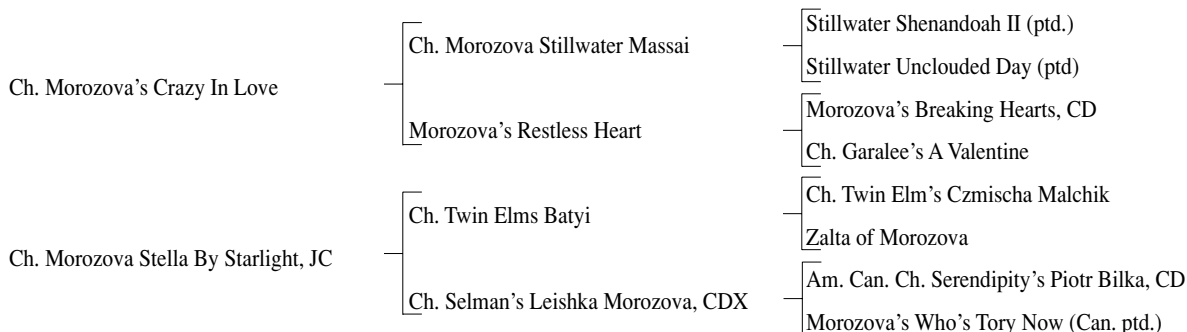 Stillwater Shenandoah II (ptd.)
Ch. Morozova Stillwater Massai
Stillwater Unclouded Day (ptd)
Ch. Morozova’s Crazy In Love
Morozova’s Breaking Hearts, CD
Morozova’s Restless Heart
Ch. Garalee’s A Valentine
Ch. Twin Elm’s Czmischa Malchik
Ch. Twin Elms Batyi
Zalta of Morozova
Ch. Morozova Stella By Starlight, JC
Am. Can. Ch. Serendipity’s Piotr Bilka, CD
Ch. Selman’s Leishka Morozova, CDX
Morozova’s Who’s Tory Now (Can. ptd.)